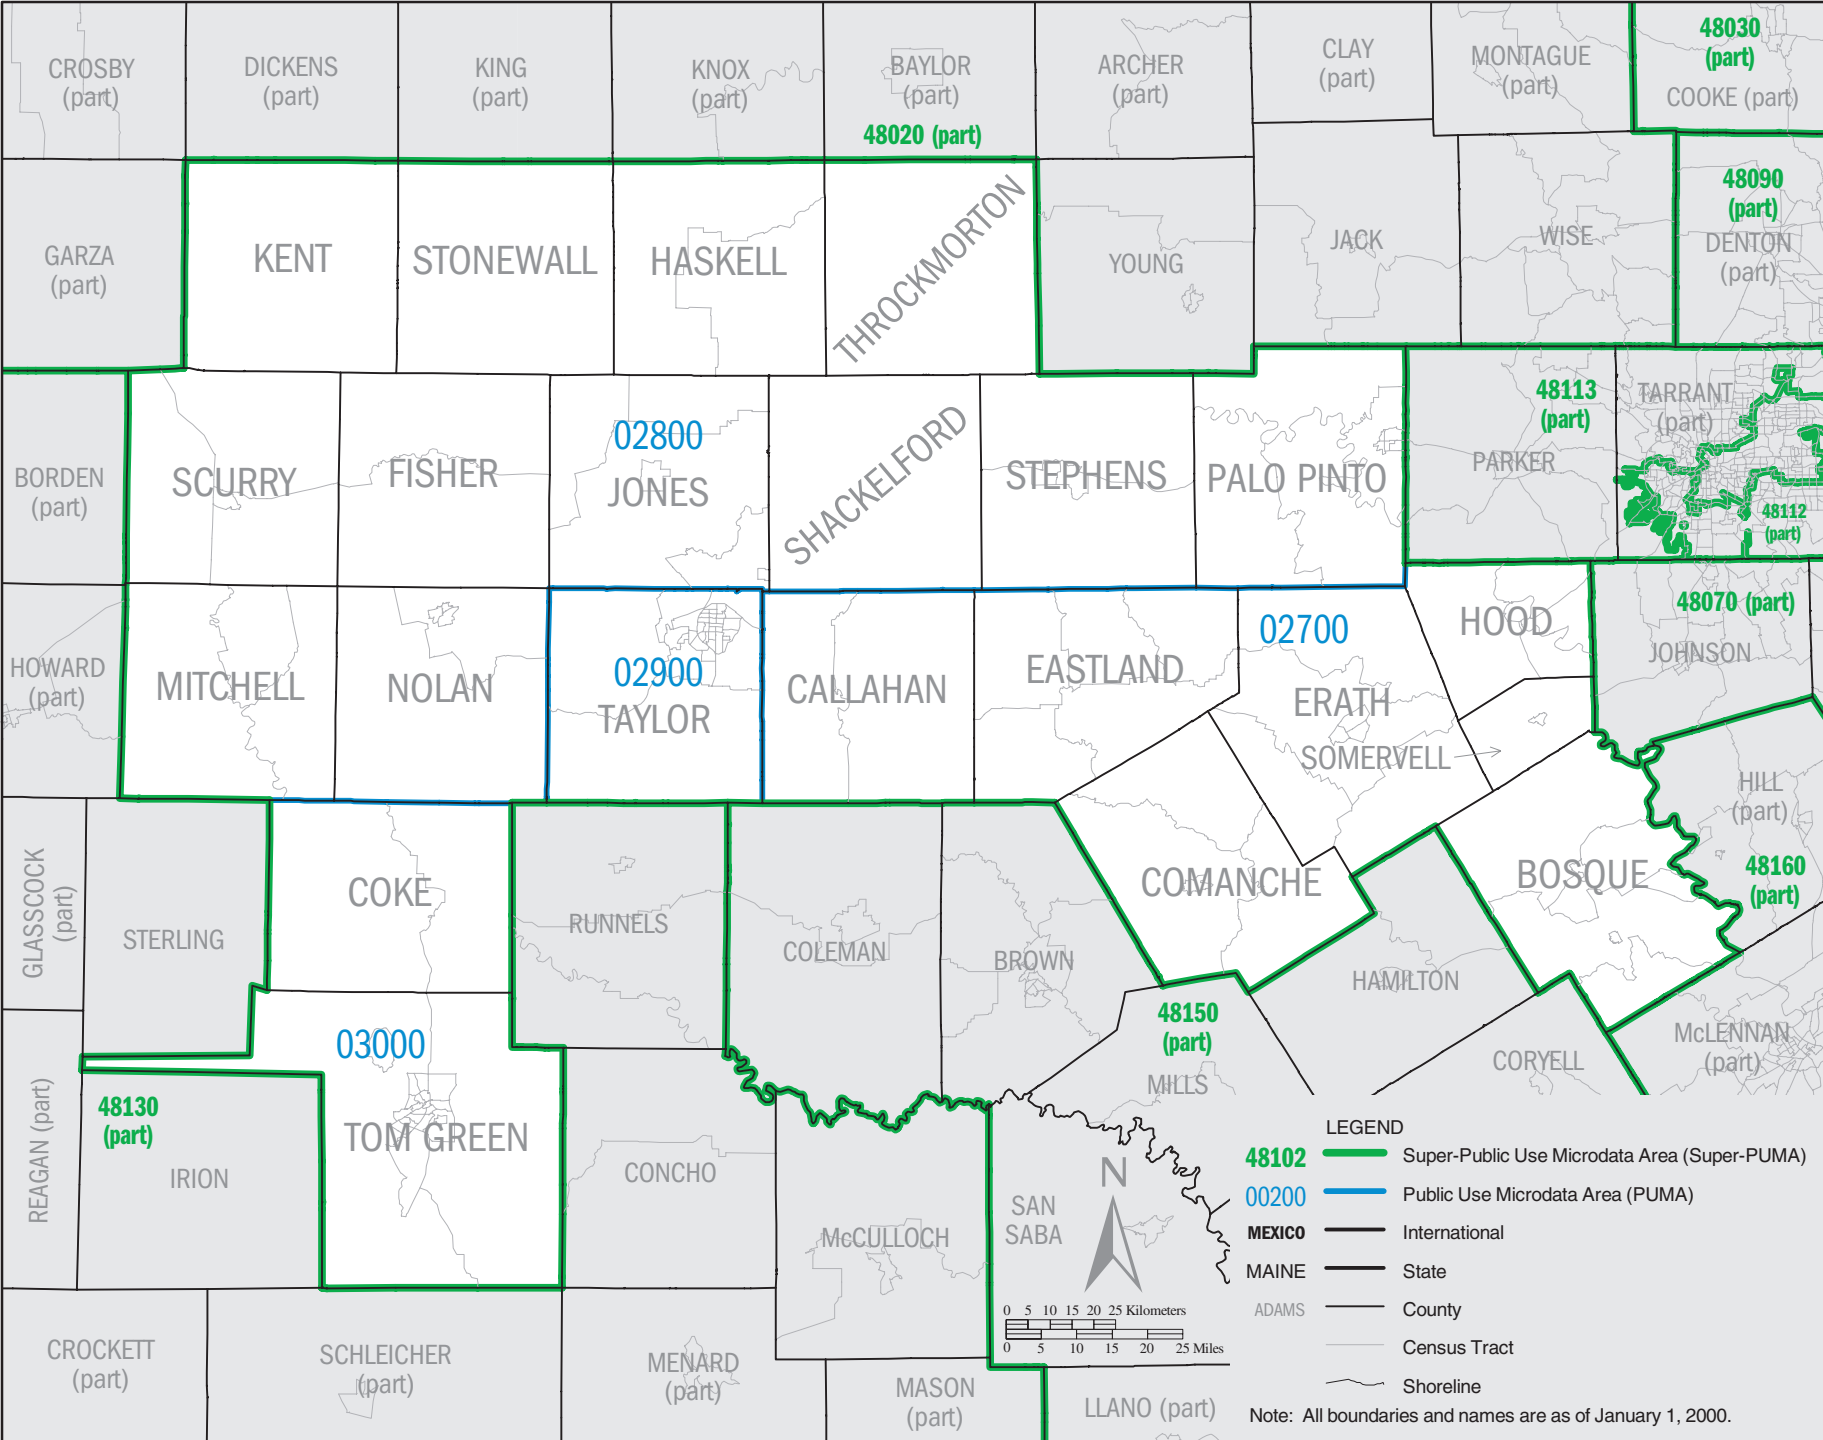 CROSBY
(part)
DICKENS
(part)
KING
(part)
KNOX
(part)
BAYLOR
(part)
48020 (part)
ARCHER
(part)
CLAY
(part)
MONTAGUE
(part)
48030
(part)
COOKE (part)
GARZA
(part)
KENT
STONEWALL
HASKELL
THROCKMORTON
YOUNG
JACK
WISE
48090
(part)
DENTON
(part)
BORDEN
(part)
SCURRY
FISHER
02800
JONES
SHACKELFORD
STEPHENS
PALO PINTO
48113
(part)
PARKER
TARRANT
(part)
48112
(part)
HOWARD
(part)
MITCHELL
NOLAN
02900
TAYLOR
CALLAHAN
EASTLAND
02700
ERATH
SOMERVELL
HOOD
48070 (part)
JOHNSON
GLASSCOCK
(part)
STERLING
COKE
RUNNELS
COLEMAN
BROWN
COMANCHE
HAMILTON
BOSQUE
HILL
(part)
48160
(part)
REAGAN (part)
48130
(part)
IRION
03000
TOM GREEN
CONCHO
McCULLOCH
SAN
SABA
48150
(part)
MILLS
CORYELL
McLENNAN
(part)
CROCKETT
(part)
SCHLEICHER
(part)
MENARD
(part)
MASON
(part)
LLANO (part)
N
0 5 10 15 20 25 Kilometers
0 5 10 15 20 25 Miles
LEGEND
48102 Super-Public Use Microdata Area (Super-PUMA)
00200 Public Use Microdata Area (PUMA)
MEXICO International
MAINE State
ADAMS County
Census Tract
Shoreline
Note: All boundaries and names are as of January 1, 2000.